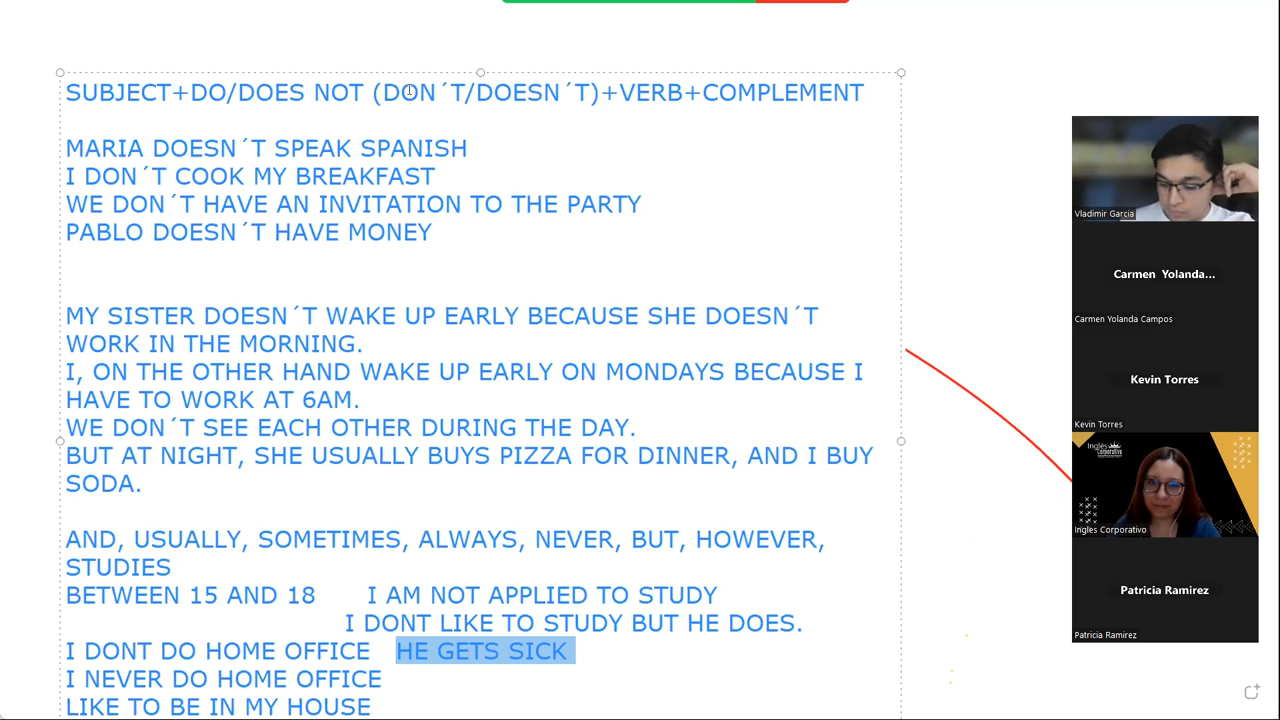 SUBJECT+DO/DOES NOT (DON´T/DOESN´T)+VERB+COMPLEMENT
MARIA DOESN´T SPEAK SPANISH
I DON´T COOK MY BREAKFAST
WE DON´T HAVE AN INVITATION TO THE PARTY
PABLO DOESN´T HAVE MONEY
MY SISTER DOESN´T WAKE UP EARLY BECAUSE SHE DOESN´T
WORK IN THE MORNING.
I, ON THE OTHER HAND WAKE UP EARLY ON MONDAYS BECAUSE I
HAVE TO WORK AT 6AM.
WE DON´T SEE EACH OTHER DURING THE DAY.
BUT AT NIGHT, SHE USUALLY BUYS PIZZA FOR DINNER, AND I BUY
SODA.
AND, USUALLY, SOMETIMES, ALWAYS, NEVER, BUT, HOWEVER,
STUDIES
BETWEEN 15 AND 18 I AM NOT APPLIED TO STUDY
I DONT LIKE TO STUDY BUT HE DOES.
I DONT DO HOME OFFICE HE GETS SICK
I NEVER DO HOME OFFICE
LIKE TO BE IN MY HOUSE
Vladimir Garcia
Carmen Yolanda...
Carmen Yolanda Campos
Kevin Torres
Kevin Torres
Inglés
Corporativo
Ingles Corporativo
Patricia Ramirez
Patricia Ramirez